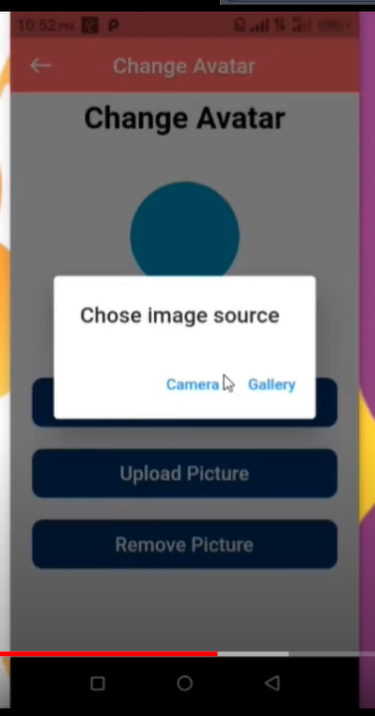 10:52 PM P
Change Avatar
Change Avatar
Chose image source
Camera Gallery
Upload Picture
Remove Picture